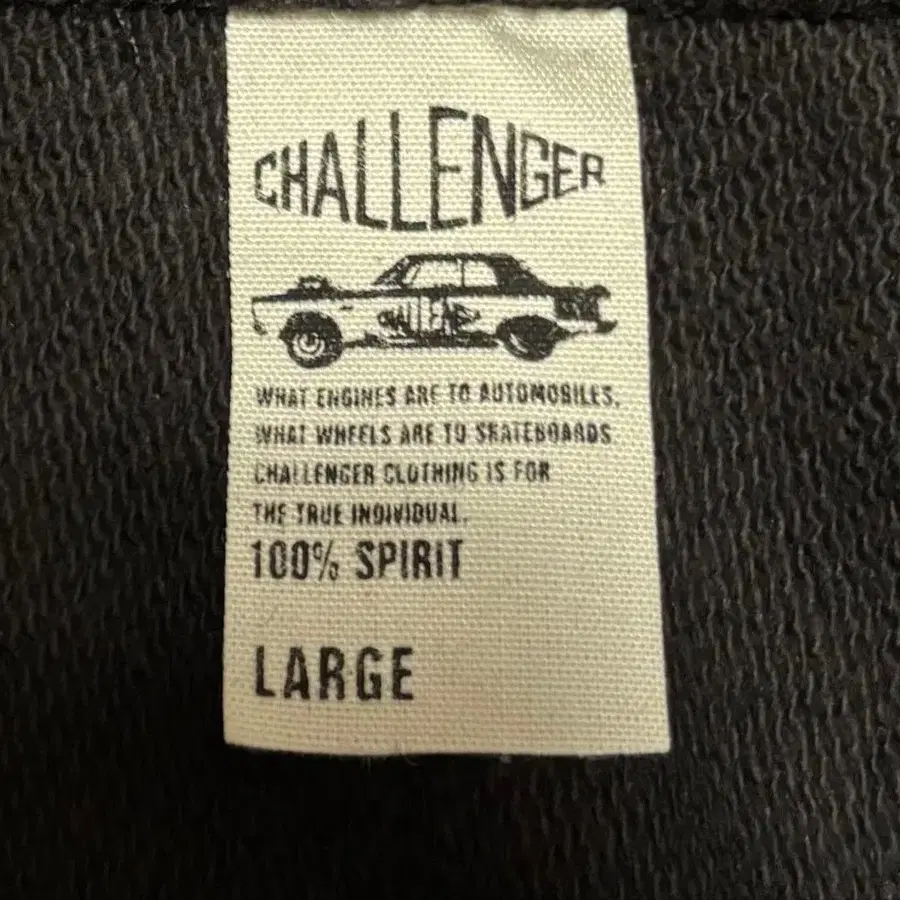 CHALLENGER
CHALLENGER
WHAT ENGINES ARE TO AUTOMOBILES,
WHAT WHEELS ARE TO SKATEBOARDS
CHALLENGER CLOTHING IS FOR
THE TRUE INDIVIDUAL.
100% SPIRIT
LARGE